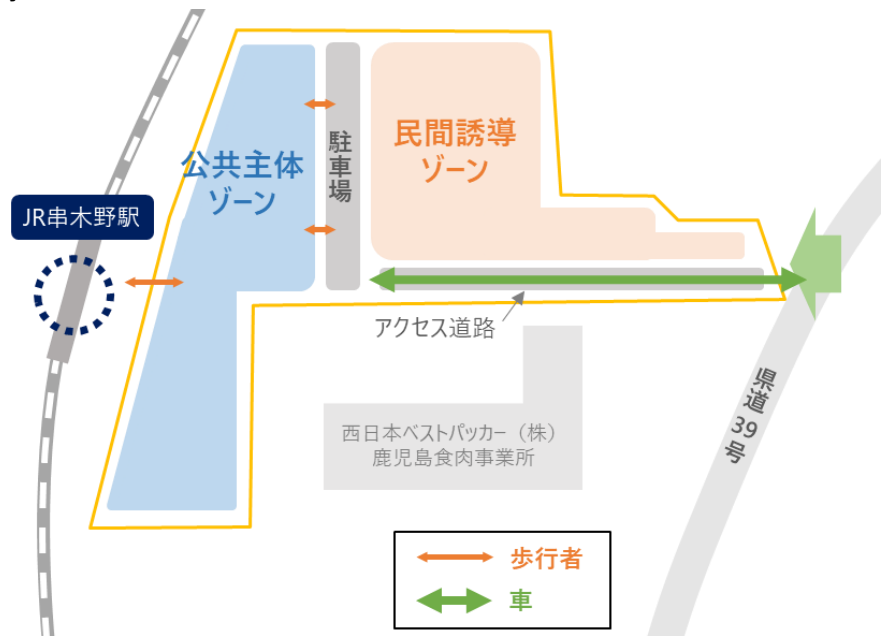 公共主体
ゾーン
駐車場
民間誘導
ゾーン
JR串木野駅
アクセス道路
西日本ベストパッカー（株）
鹿児島食肉事業所
県道39号
歩行者
車